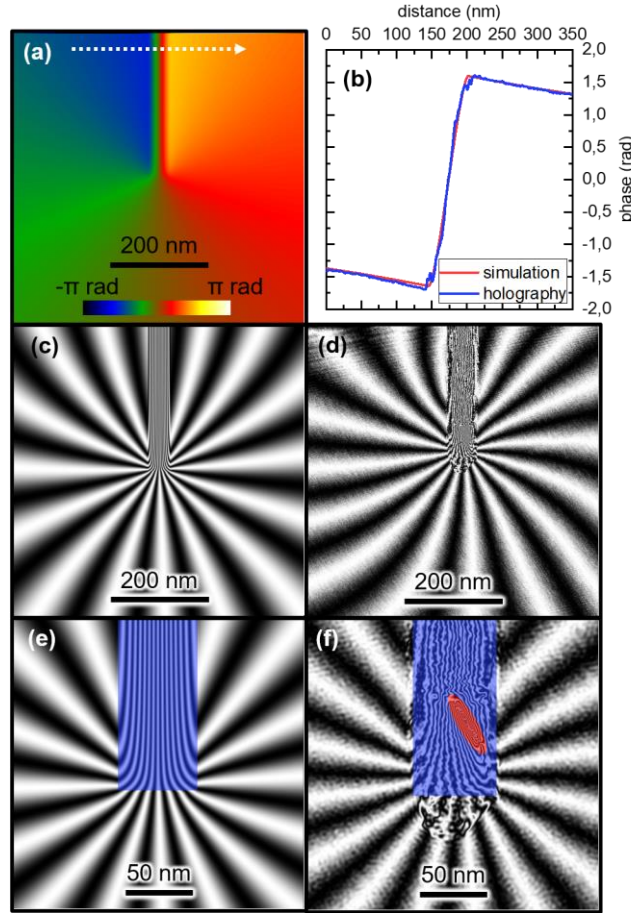 (a)
200 nm
-π rad
π rad
distance (nm)
0 50 100 150 200 250 300 350
(b)
2,0
1,5
1,0
0,5
0,0
-0,5
-1,0
-1,5
-2,0
phase (rad)
simulation
holography
(c)
200 nm
(d)
200 nm
(e)
50 nm
(f)
50 nm